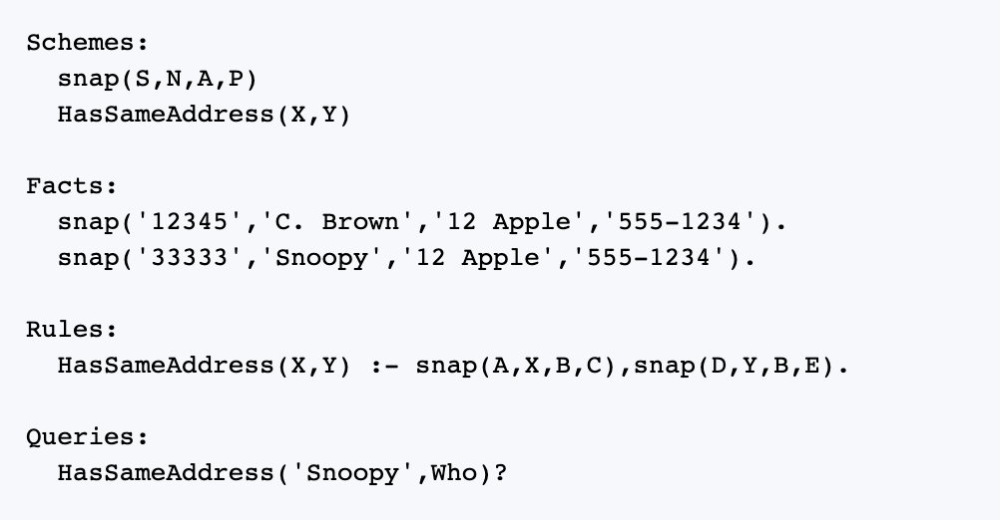 Schemes:
  snap(S,N,A,P)
  HasSameAddress(X,Y)

Facts:
  snap('12345','C. Brown','12 Apple','555-1234').
  snap('33333','Snoopy','12 Apple','555-1234').

Rules:
  HasSameAddress(X,Y) :- snap(A,X,B,C),snap(D,Y,B,E).

Queries:
  HasSameAddress('Snoopy',Who)?